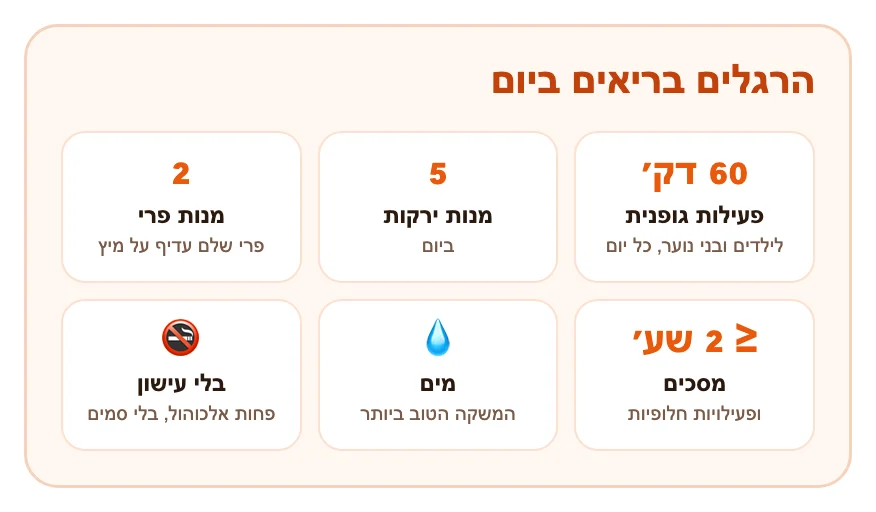 הרגלים בריאים ביום
60 דק׳
פעילות גופנית
לילדים ובני נוער, כל יום
5
מנות ירקות
ביום
2
מנות פרי
פרי שלם עדיף על מיץ
≤ 2 שע׳
מסכים
ופעילויות חלופיות
מים
המשקה הטוב ביותר
בלי עישון
פחות אלכוהול, בלי סמים